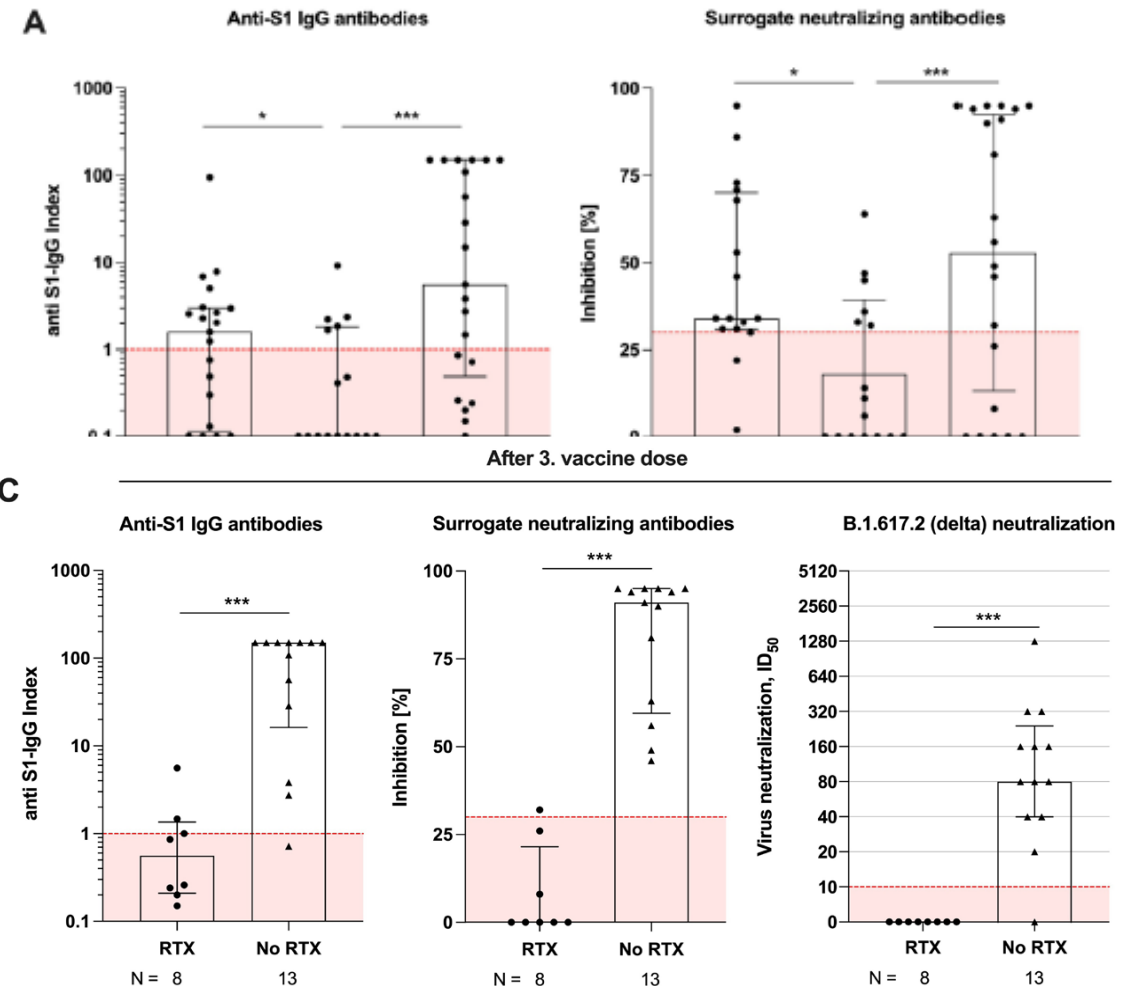 A
Anti-S1 IgG antibodies
Surrogate neutralizing antibodies
anti S1-IgG Index
1000
100
10
1
0.1
*
***
Inhibition [%]
100
75
50
25
0
*
***
After 3. vaccine dose
C
Anti-S1 IgG antibodies
Surrogate neutralizing antibodies
B.1.617.2 (delta) neutralization
anti S1-IgG Index
1000
100
10
1
0.1
***
RTX No RTX
N = 8 13
Inhibition [%]
100
75
50
25
0
***
RTX No RTX
N = 8 13
Virus neutralization, ID50
5120
2560
1280
640
320
160
80
40
20
10
0
***
RTX No RTX
N = 8 13